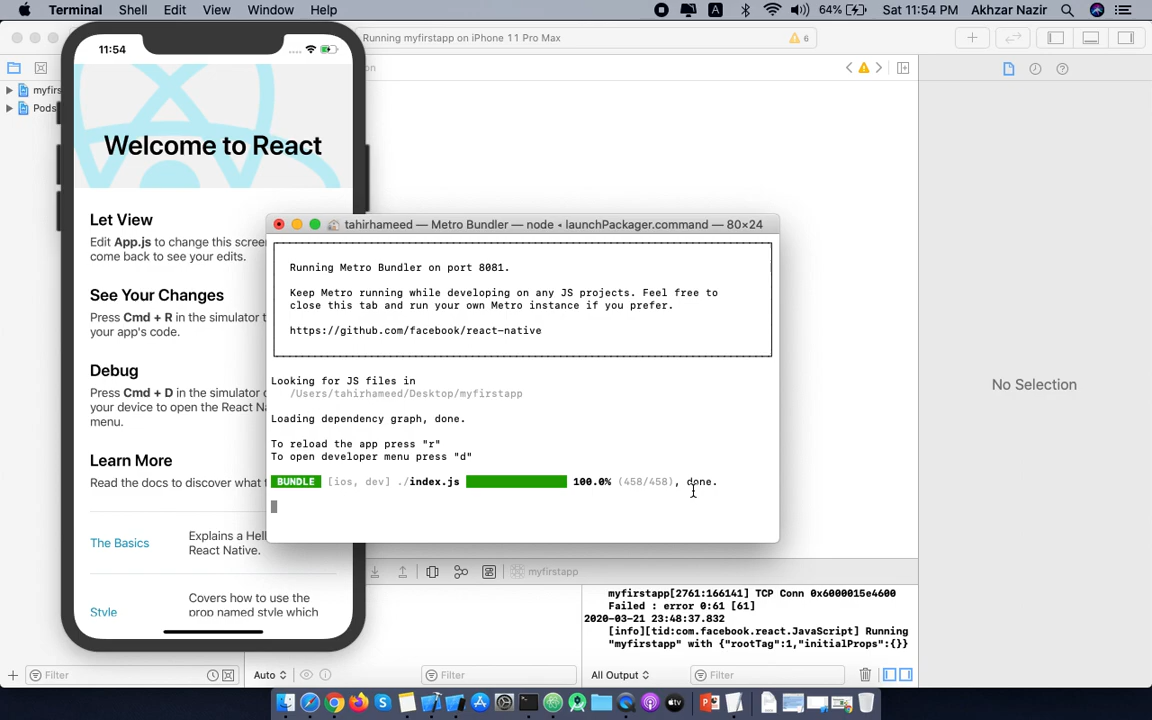 Terminal Shell Edit View Window Help A 64% Sat 11:54 PM Akhzar Nazir
11:54
Running myfirstapp on iPhone 11 Pro Max 6
myfirs
Pods
Welcome to React
Let View
Edit App.js to change this scree
come back to see your edits.
See Your Changes
Press Cmd + R in the simulator t
your app's code.
Debug
Press Cmd + D in the simulator o
your device to open the React Na
menu.
Learn More
Read the docs to discover what t
The Basics
Explains a Hell
React Native.
Style
Covers how to use the
prop named style which
tahirhameed — Metro Bundler — node ◂ launchPackager.command — 80×24
Running Metro Bundler on port 8081.
Keep Metro running while developing on any JS projects. Feel free to
close this tab and run your own Metro instance if you prefer.
https://github.com/facebook/react-native
Looking for JS files in
/Users/tahirhameed/Desktop/myfirstapp
Loading dependency graph, done.
To reload the app press "r"
To open developer menu press "d"
BUNDLE [ios, dev] ./index.js 100.0% (458/458), done.
No Selection
myfirstapp
myfirstapp[2761:166141] TCP Conn 0x6000015e4600
Failed : error 0:61 [61]
2020-03-21 23:48:37.832
[info][tid:com.facebook.react.JavaScript] Running
"myfirstapp" with {"rootTag":1,"initialProps":{}}
Filter Auto Filter All Output Filter